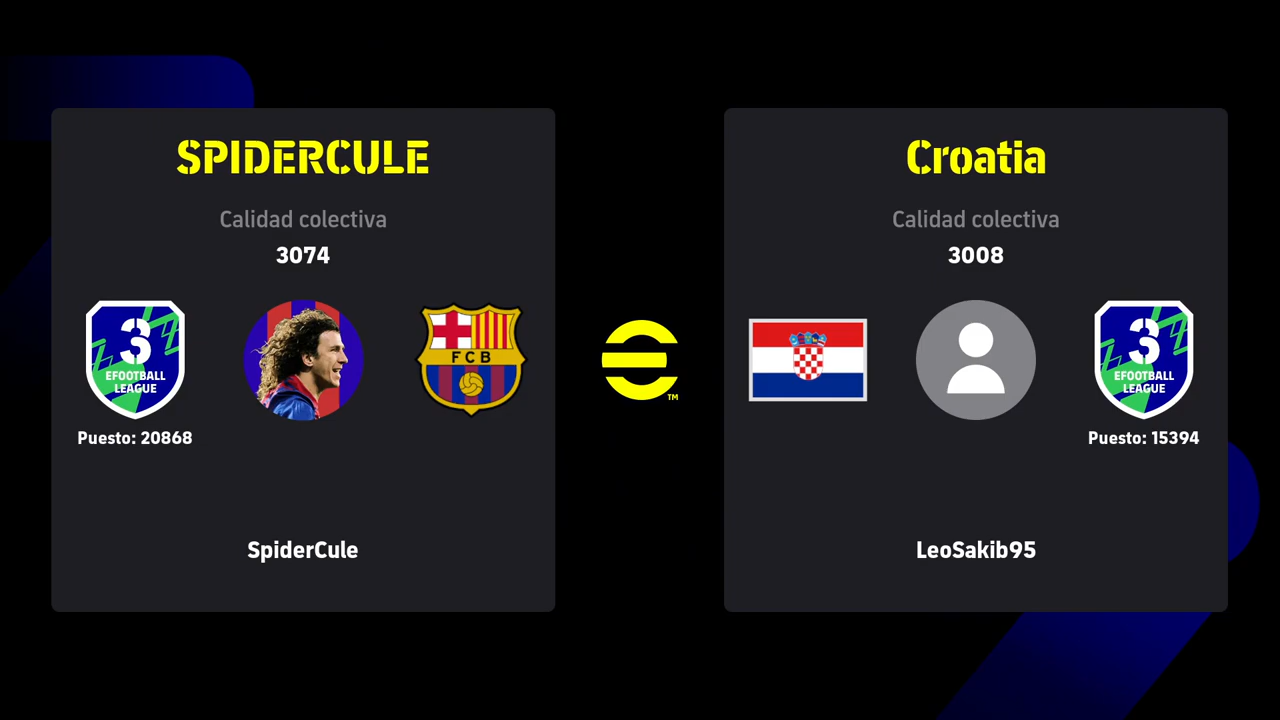 SPIDERCULE
Calidad colectiva
3074
3
EFOOTBALL
LEAGUE
Puesto: 20868
FCB
SpiderCule
TM
Croatia
Calidad colectiva
3008
3
EFOOTBALL
LEAGUE
Puesto: 15394
LeoSakib95